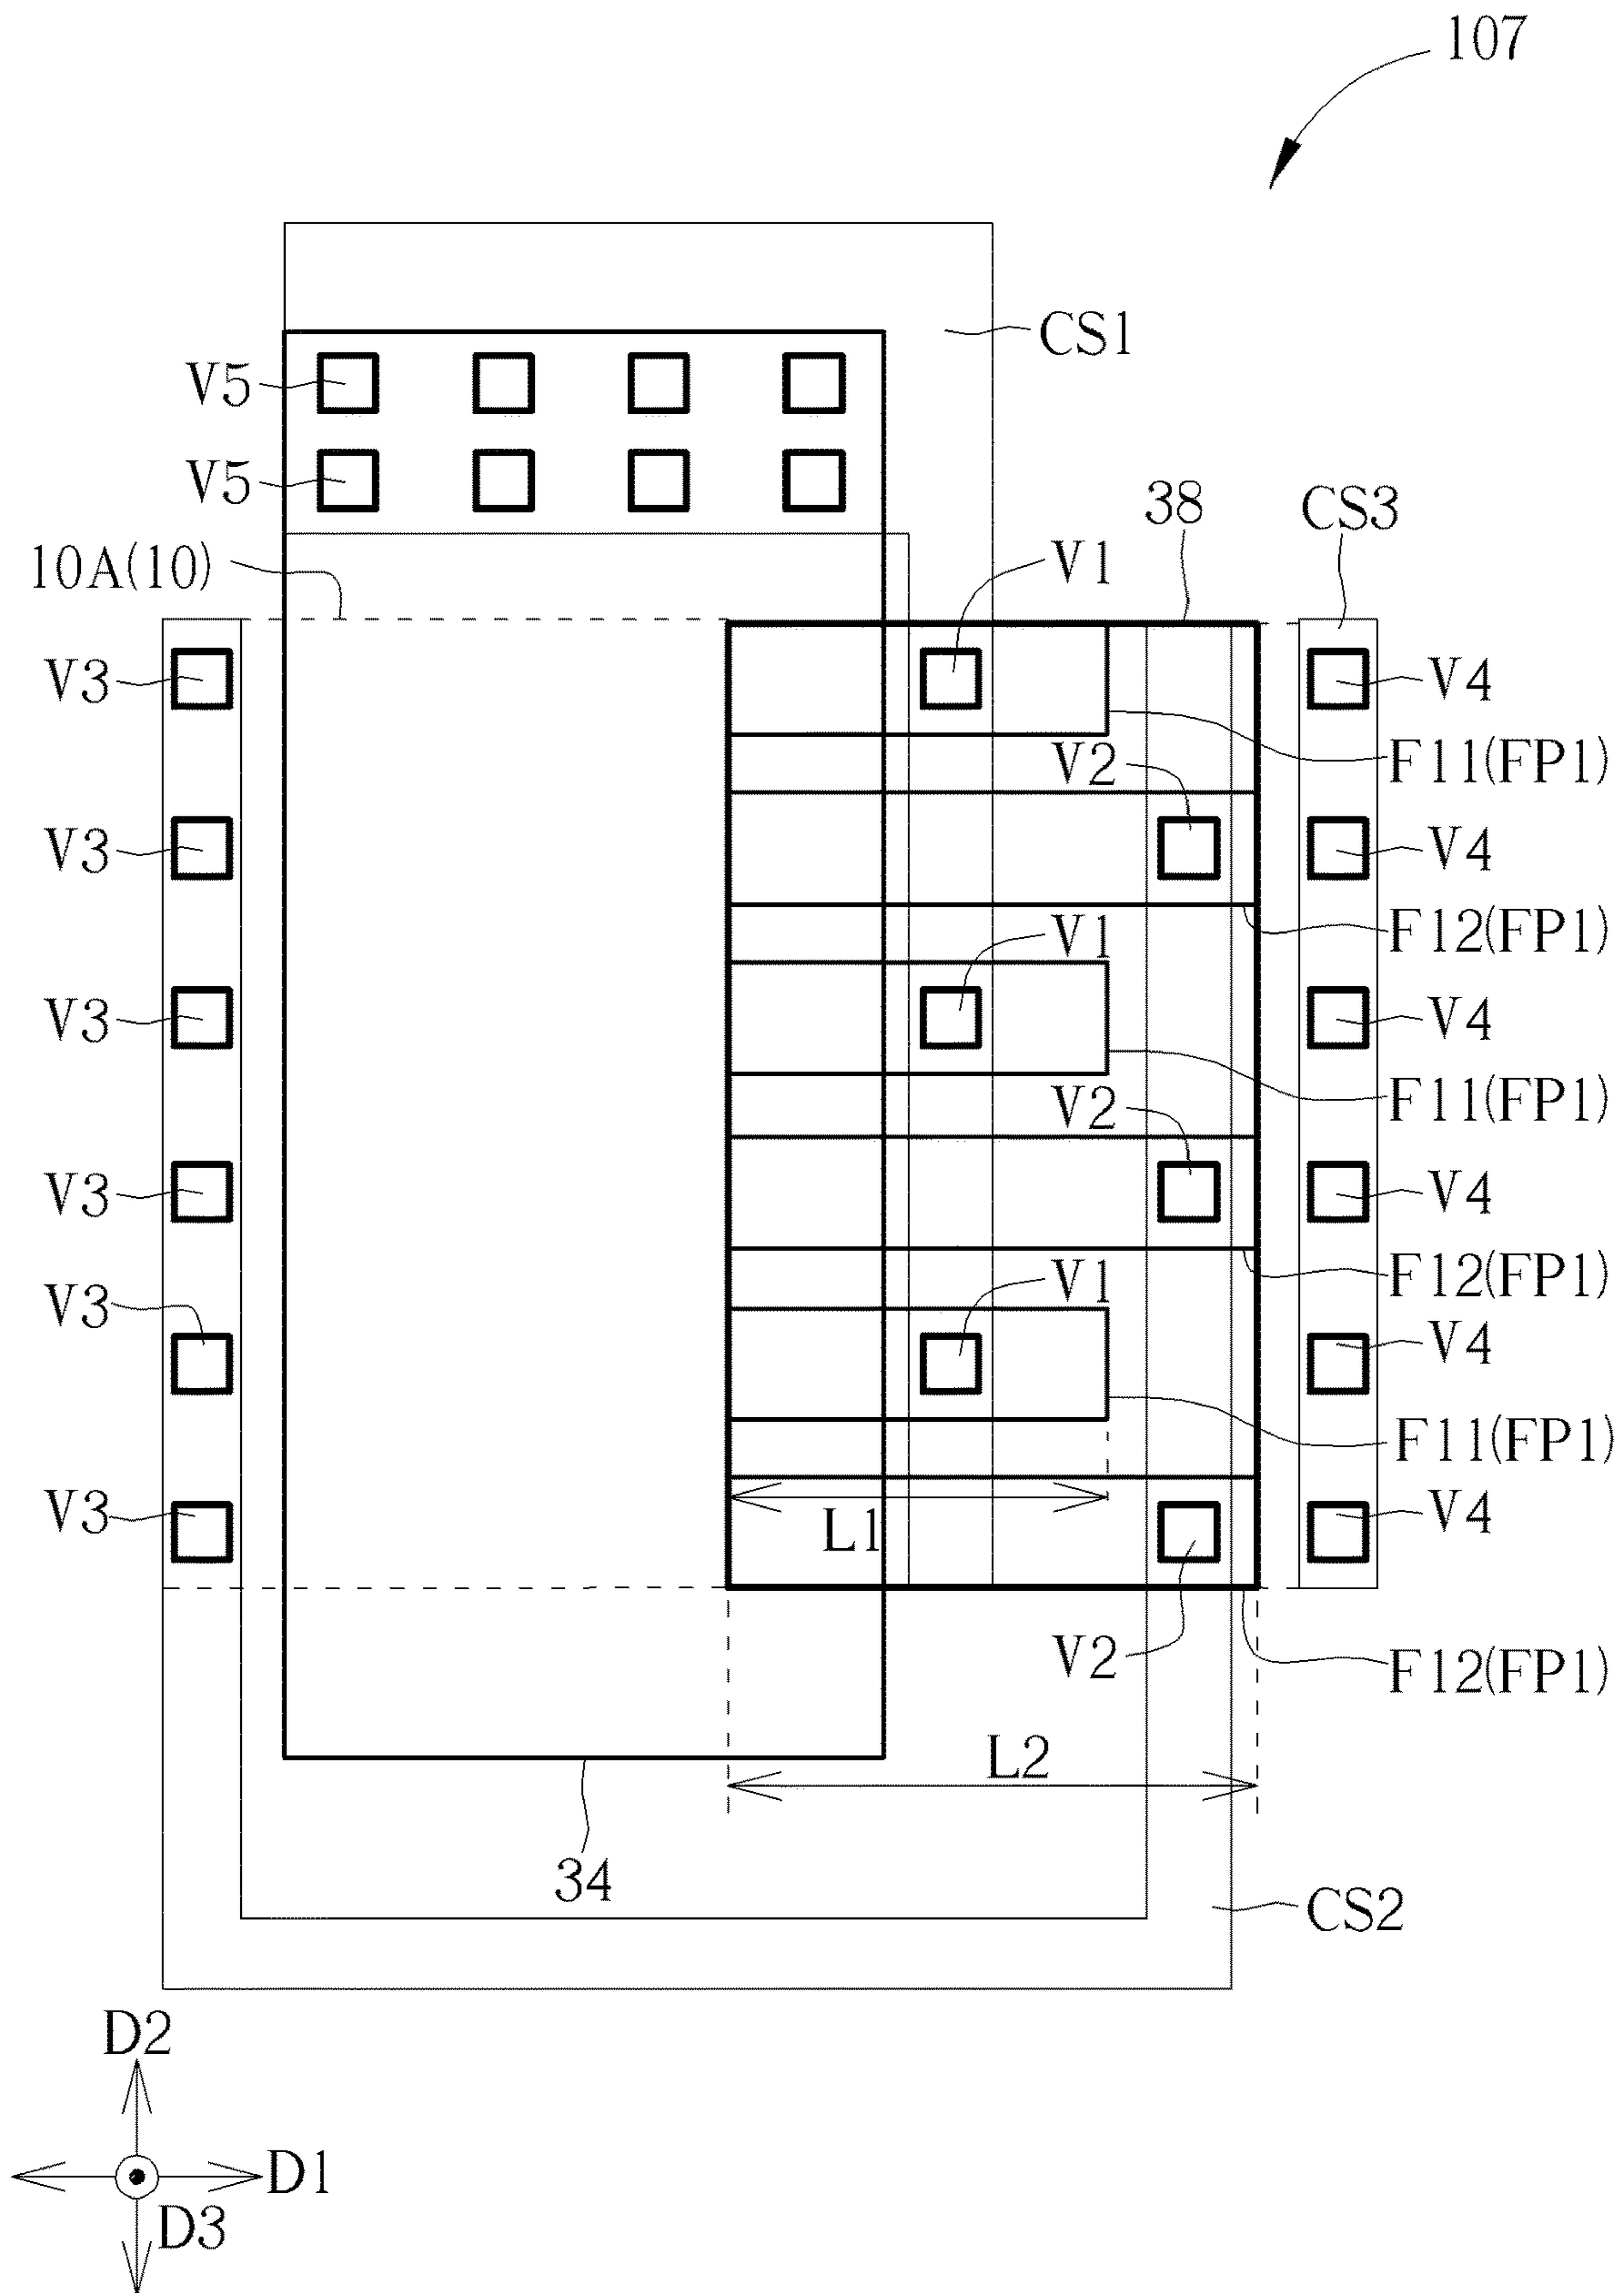 107
CS1
V5
V5
38
CS3
10A(10)
V1
V3
V4
F11(FP1)
V2
V3
V4
F12(FP1)
V1
V3
V4
F11(FP1)
V2
V3
V4
F12(FP1)
V1
V3
V4
F11(FP1)
V3
V4
L1
V2
F12(FP1)
L2
34
CS2
D2
D1
D3